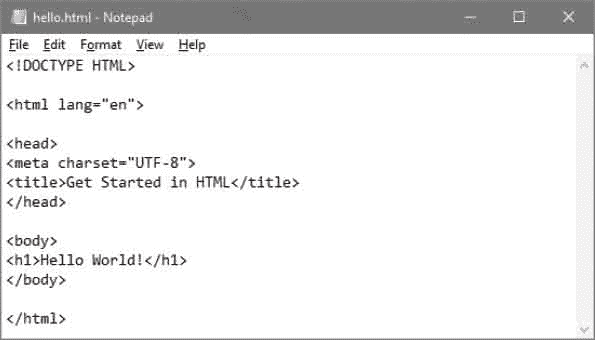 hello.html - Notepad
File Edit Format View Help
<!DOCTYPE HTML>
<html lang="en">
<head>
<meta charset="UTF-8">
<title>Get Started in HTML</title>
</head>
<body>
<h1>Hello World!</h1>
</body>
</html>